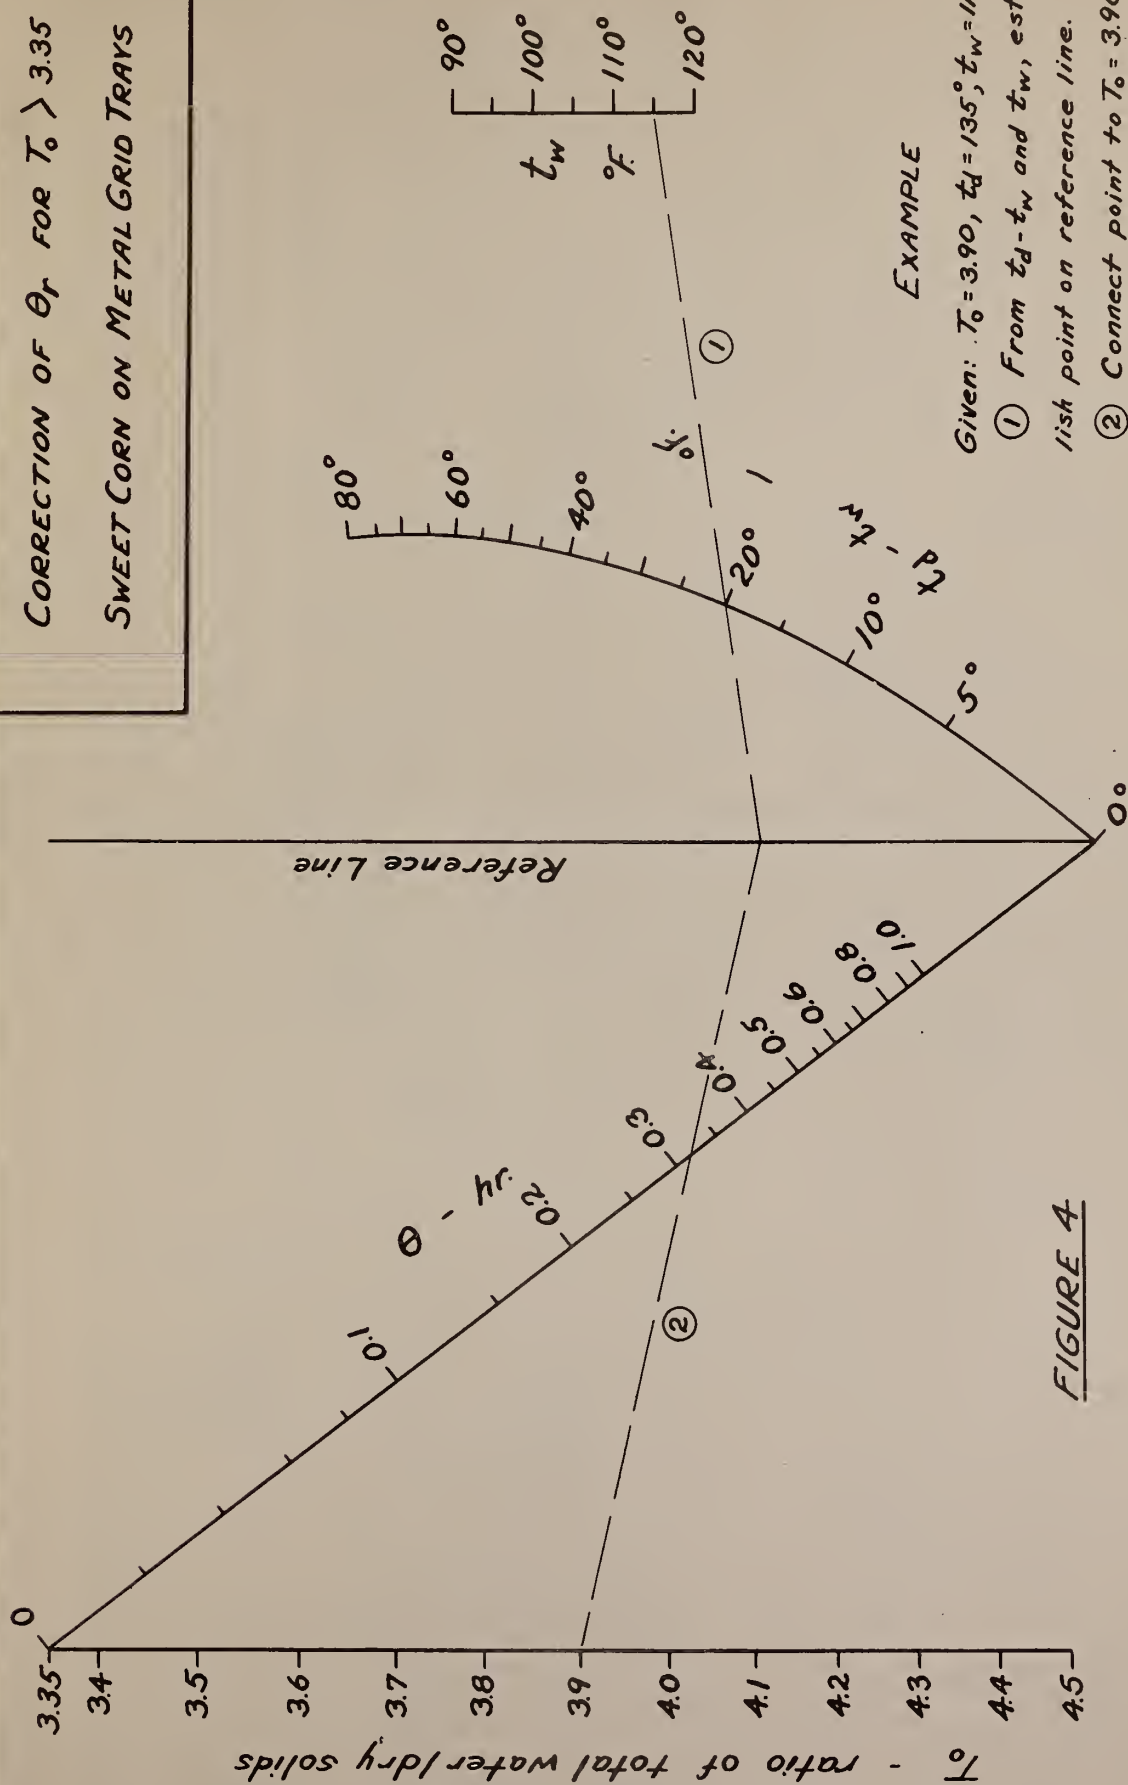 CORRECTION OF θr FOR To > 3.35
SWEET CORN ON METAL GRID TRAYS
90°
100°
110°
120°
tw
°F.
80°
60°
40°
20°
10°
5°
0°
°F.
td - tw
①
Reference Line
EXAMPLE
Given: To = 3.90, td = 135°, tw = 11
① From td-tw and tw, est
lish point on reference line.
② Connect point to To = 3.90
0
0.1
0.2
0.3
0.4
0.5
0.6
0.8
1.0
θ - hr.
②
3.35
3.4
3.5
3.6
3.7
3.8
3.9
4.0
4.1
4.2
4.3
4.4
4.5
To - ratio of total water/dry solids
FIGURE 4